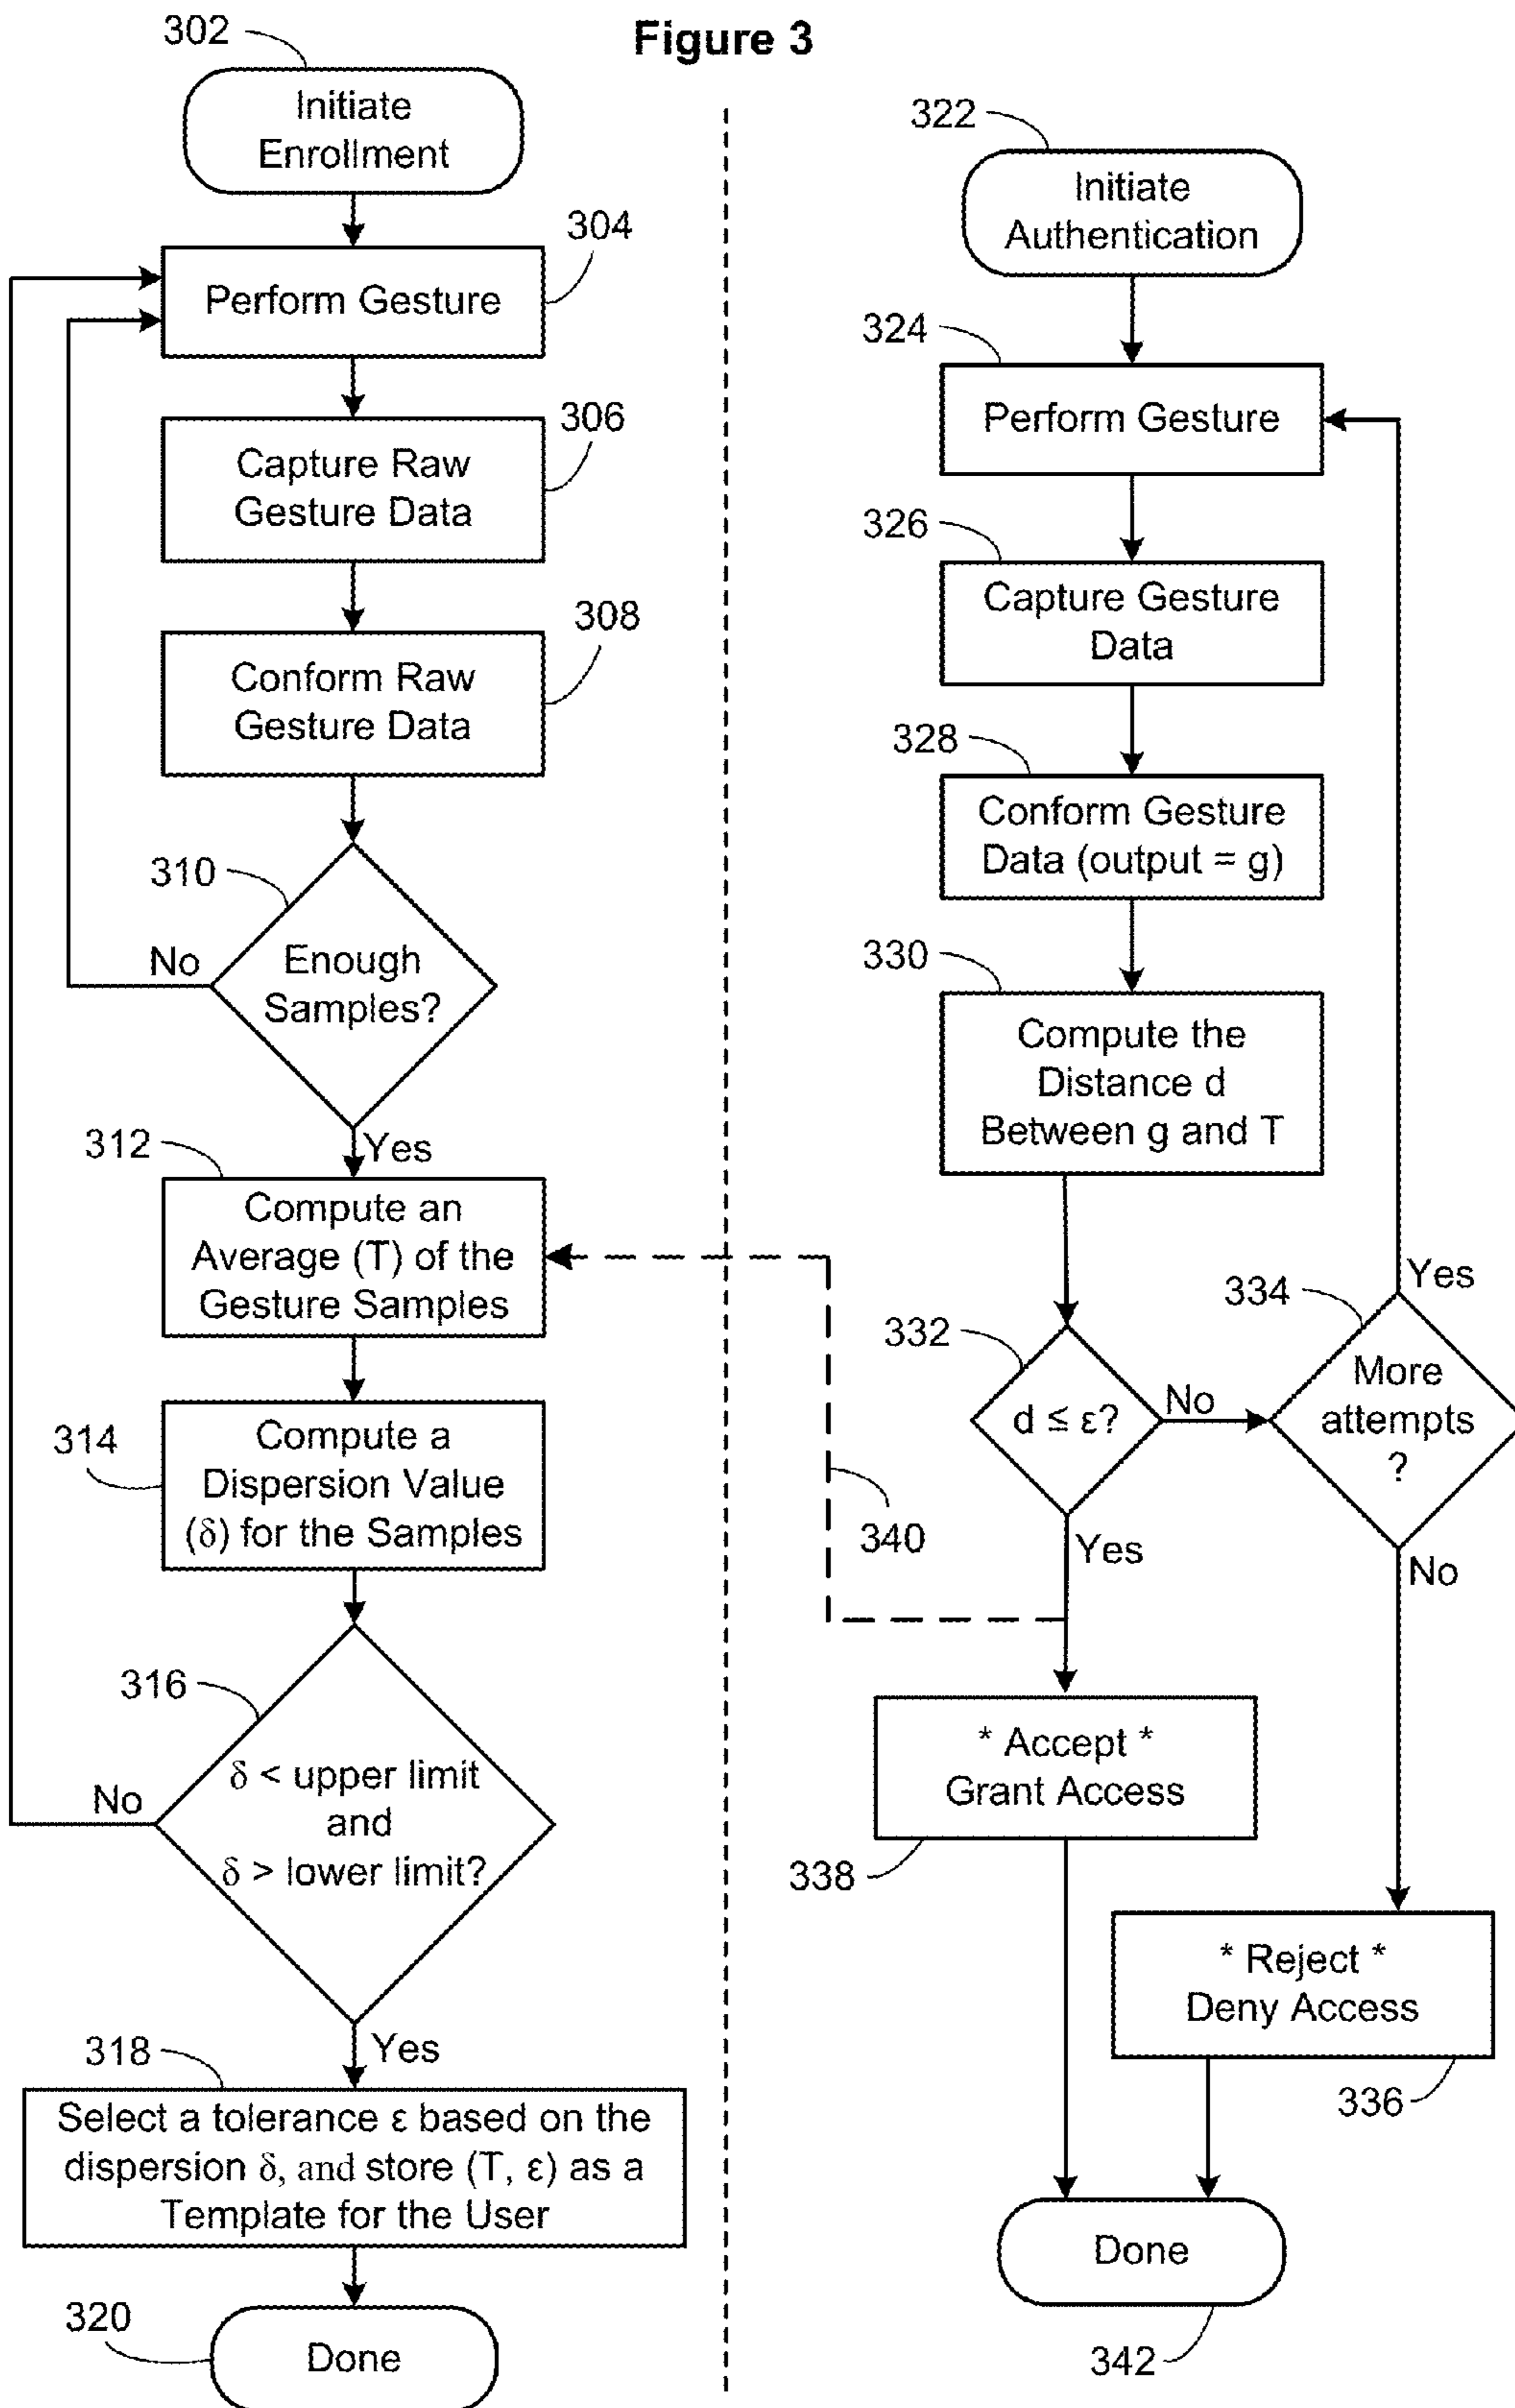 Figure 3
302
Initiate
Enrollment
304
Perform Gesture
306
Capture Raw
Gesture Data
308
Conform Raw
Gesture Data
310
Enough
Samples?
No
Yes
312
Compute an
Average (T) of the
Gesture Samples
314
Compute a
Dispersion Value
(δ) for the Samples
316
δ < upper limit
and
δ > lower limit?
No
Yes
318
Select a tolerance ε based on the
dispersion δ, and store (T, ε) as a
Template for the User
320
Done
322
Initiate
Authentication
324
Perform Gesture
326
Capture Gesture
Data
328
Conform Gesture
Data (output = g)
330
Compute the
Distance d
Between g and T
332
d ≤ ε?
No
Yes
334
More
attempts
?
Yes
No
340
* Accept *
Grant Access
338
* Reject *
Deny Access
336
Done
342